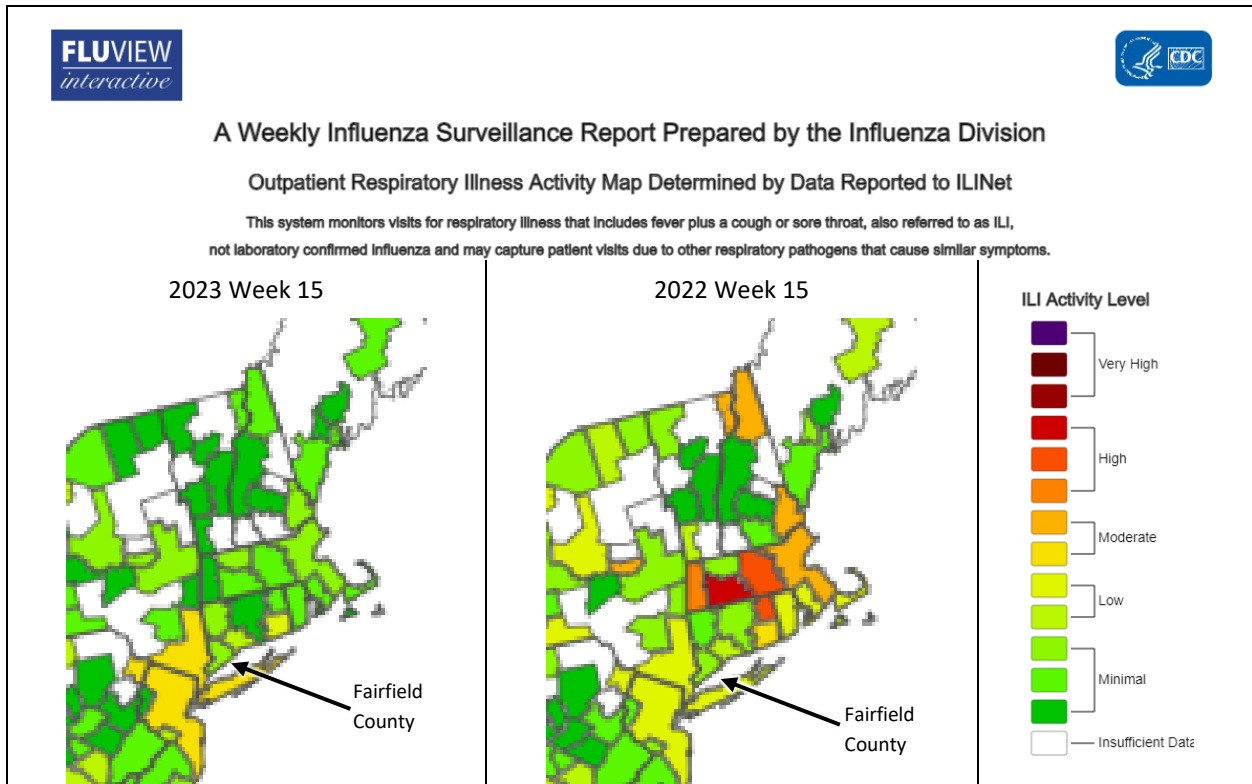 FLUVIEW
interactive
CDC
A Weekly Influenza Surveillance Report Prepared by the Influenza Division
Outpatient Respiratory Illness Activity Map Determined by Data Reported to ILINet
This system monitors visits for respiratory illness that includes fever plus a cough or sore throat, also referred to as ILI,
not laboratory confirmed influenza and may capture patient visits due to other respiratory pathogens that cause similar symptoms.
2023 Week 15
Fairfield
County
2022 Week 15
Fairfield
County
ILI Activity Level
Very High
High
Moderate
Low
Minimal
Insufficient Data